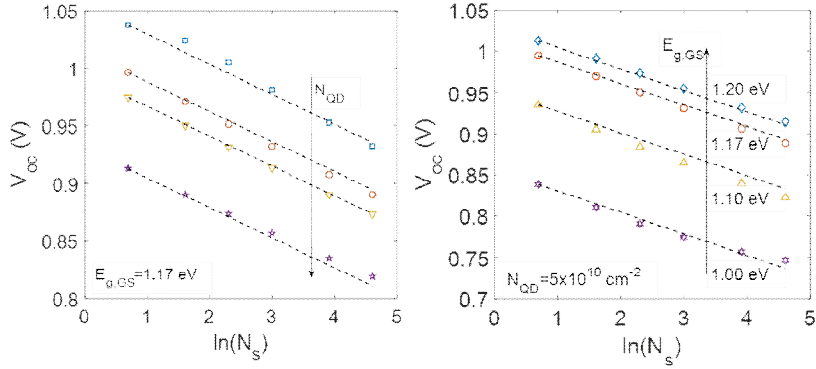 1.05
1
0.95
0.9
0.85
0.8
V_oc (V)
N_QD
E_g,GS=1.17 eV
0 1 2 3 4 5
ln(N_s)
1.05
1
0.95
0.9
0.85
0.8
0.75
0.7
V_oc (V)
E_g,GS
1.20 eV
1.17 eV
1.10 eV
1.00 eV
N_QD=5x10^10 cm^-2
0 1 2 3 4 5
ln(N_s)